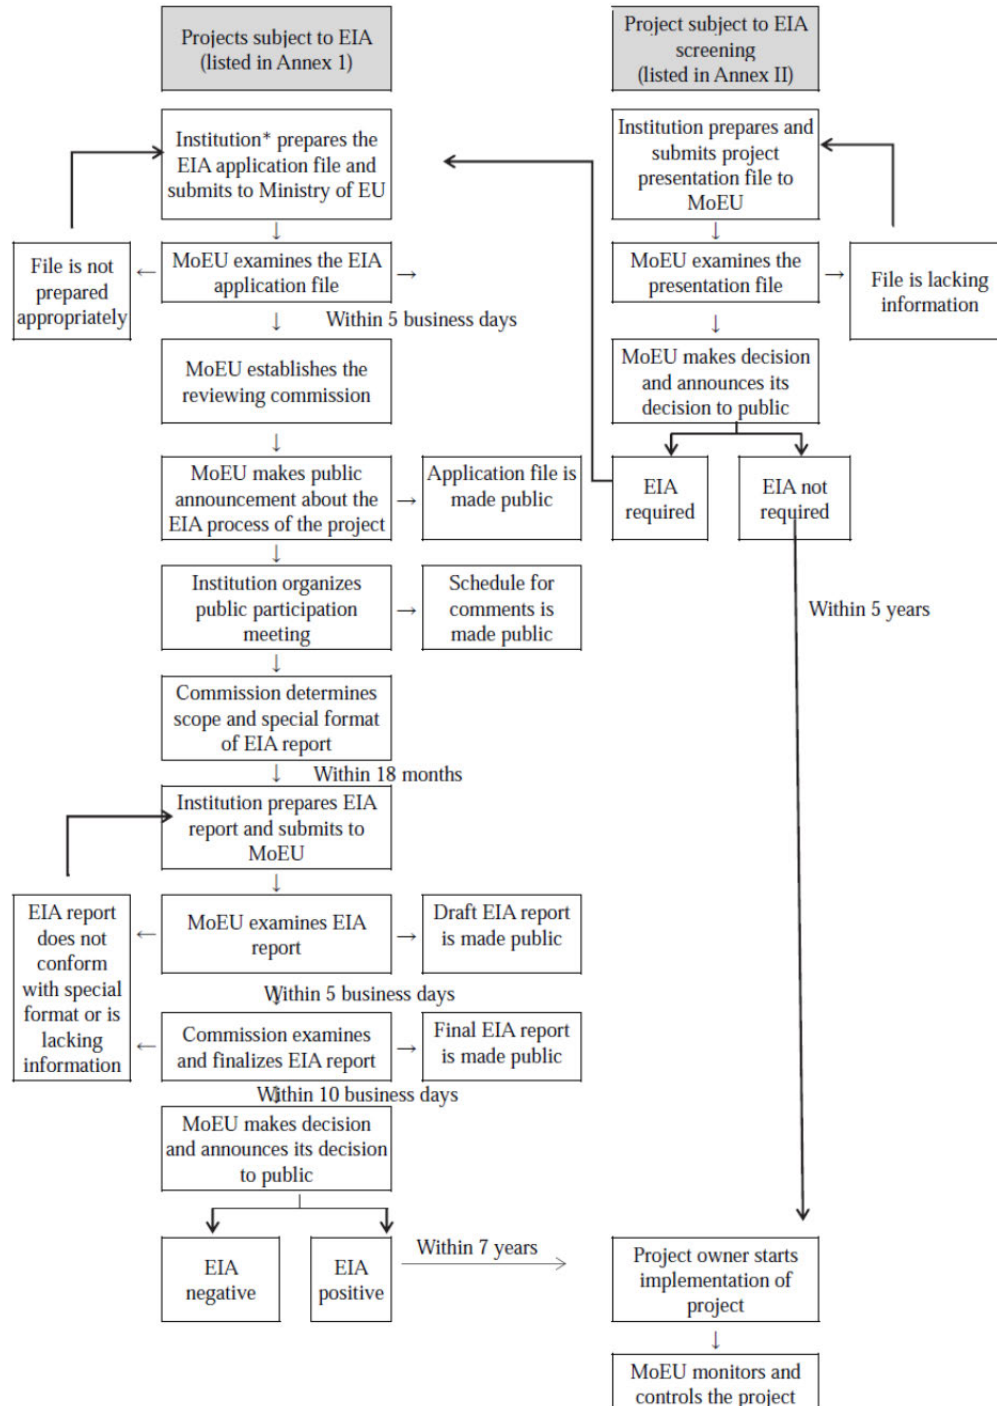 Projects subject to EIA
(listed in Annex 1)
Project subject to EIA
screening
(listed in Annex II)
Institution* prepares the
EIA application file and
submits to Ministry of EU
Institution prepares and
submits project
presentation file to
MoEU
File is not
prepared
appropriately
MoEU examines the EIA
application file
MoEU examines the
presentation file
File is lacking
information
Within 5 business days
MoEU establishes the
reviewing commission
MoEU makes decision
and announces its
decision to public
MoEU makes public
announcement about the
EIA process of the project
Application file is
made public
EIA
required
EIA not
required
Institution organizes
public participation
meeting
Schedule for
comments is
made public
Within 5 years
Commission determines
scope and special format
of EIA report
Within 18 months
Institution prepares EIA
report and submits to
MoEU
EIA report
does not
conform
with special
format or is
lacking
information
MoEU examines EIA
report
Draft EIA report
is made public
Within 5 business days
Commission examines
and finalizes EIA report
Final EIA report
is made public
Within 10 business days
MoEU makes decision
and announces its decision
to public
EIA
negative
EIA
positive
Within 7 years
Project owner starts
implementation of
project
MoEU monitors and
controls the project